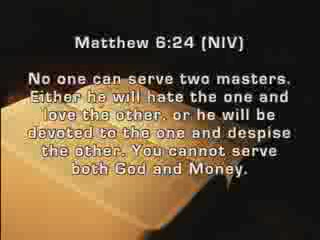 Matthew 6:24 (NIV)
No one can serve two masters.
Either he will hate the one and
love the other, or he will be
devoted to the one and despise
the other. You cannot serve
both God and Money.